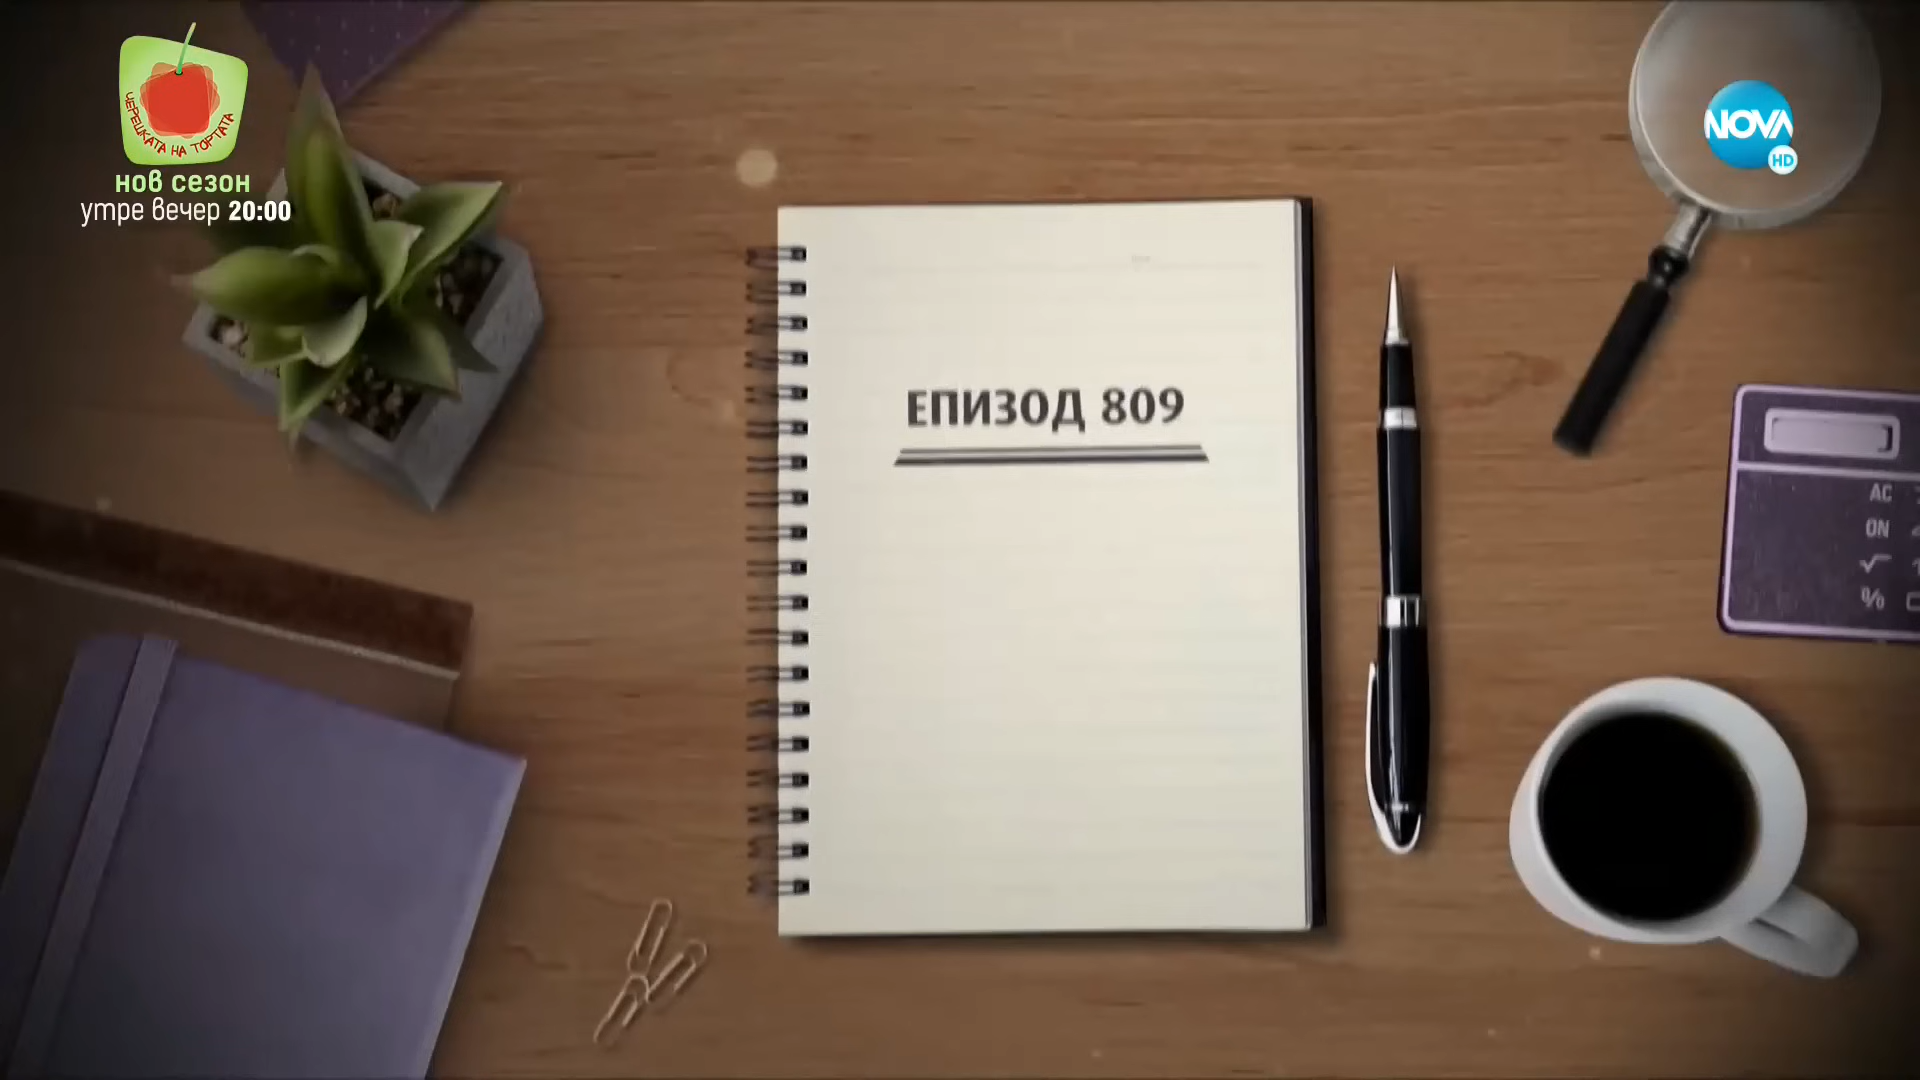 ЧЕРЕШКАТА НА ТОРТАТА
нов сезон
утре вечер 20:00
NOVA
HD
ЕПИЗОД 809
AC
ON
√
%